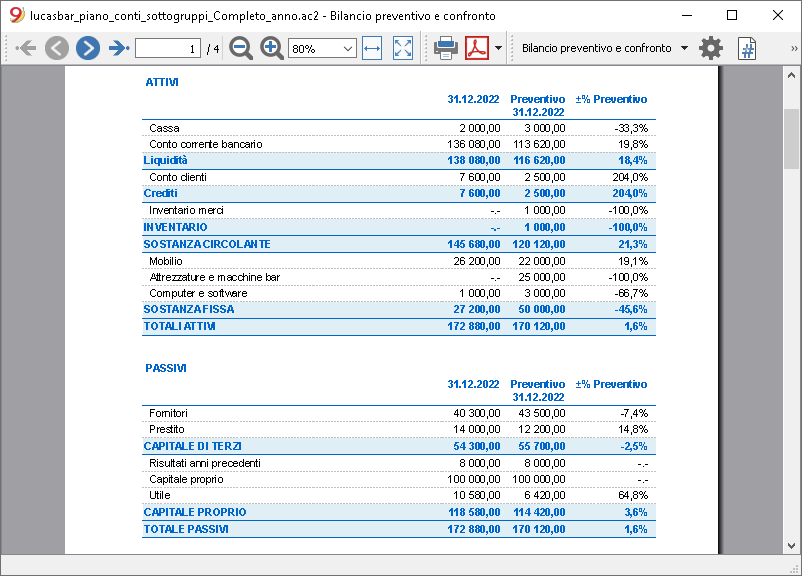 lucasbar_piano_conti_sottogruppi_Completo_anno.ac2 - Bilancio preventivo e confronto
1 / 4 80% Bilancio preventivo e confronto
ATTIVI
31.12.2022 Preventivo 31.12.2022 ±% Preventivo
Cassa 2 000,00 3 000,00 -33,3%
Conto corrente bancario 136 080,00 113 620,00 19,8%
Liquidità 138 080,00 116 620,00 18,4%
Conto clienti 7 600,00 2 500,00 204,0%
Crediti 7 600,00 2 500,00 204,0%
Inventario merci -.- 1 000,00 -100,0%
INVENTARIO -.- 1 000,00 -100,0%
SOSTANZA CIRCOLANTE 145 680,00 120 120,00 21,3%
Mobilio 26 200,00 22 000,00 19,1%
Attrezzature e macchine bar -.- 25 000,00 -100,0%
Computer e software 1 000,00 3 000,00 -66,7%
SOSTANZA FISSA 27 200,00 50 000,00 -45,6%
TOTALI ATTIVI 172 880,00 170 120,00 1,6%
PASSIVI
31.12.2022 Preventivo 31.12.2022 ±% Preventivo
Fornitori 40 300,00 43 500,00 -7,4%
Prestito 14 000,00 12 200,00 14,8%
CAPITALE DI TERZI 54 300,00 55 700,00 -2,5%
Risultati anni precedenti 8 000,00 8 000,00 -.-
Capitale proprio 100 000,00 100 000,00 -.-
Utile 10 580,00 6 420,00 64,8%
CAPITALE PROPRIO 118 580,00 114 420,00 3,6%
TOTALE PASSIVI 172 880,00 170 120,00 1,6%